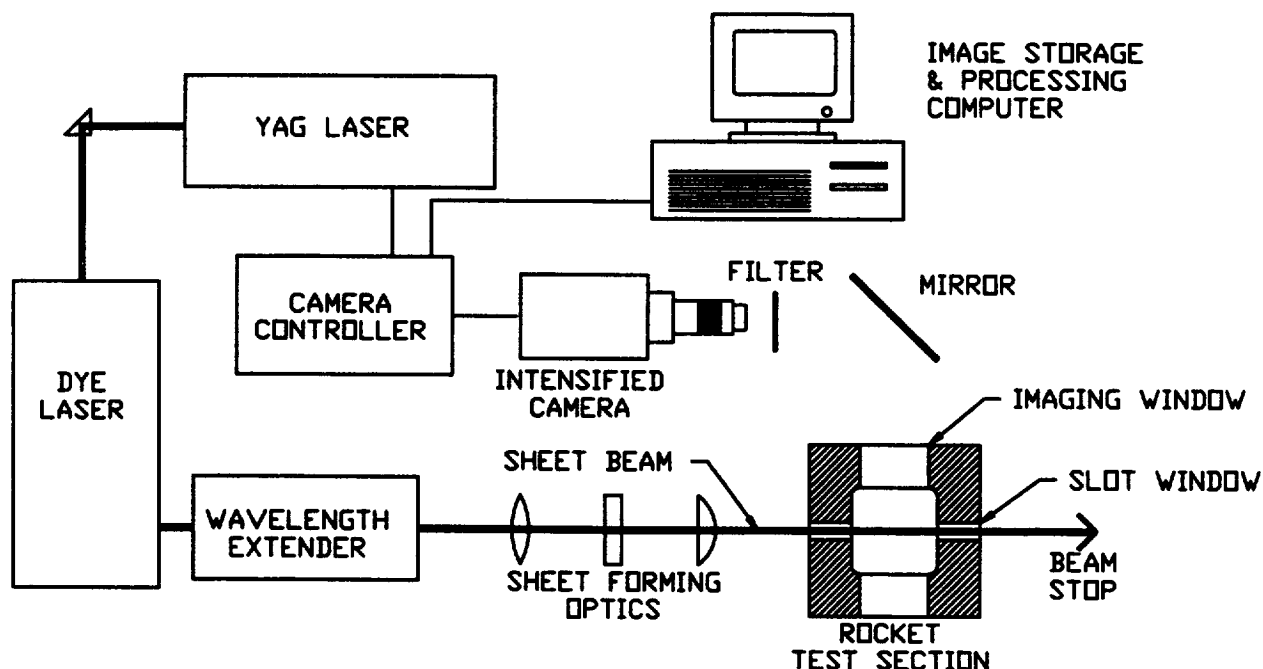 IMAGE STORAGE
& PROCESSING
COMPUTER
YAG LASER
FILTER
MIRROR
CAMERA
CONTROLLER
DYE
LASER
INTENSIFIED
CAMERA
IMAGING WINDOW
SHEET BEAM
SLOT WINDOW
WAVELENGTH
EXTENDER
SHEET FORMING
OPTICS
BEAM
STOP
ROCKET
TEST SECTION